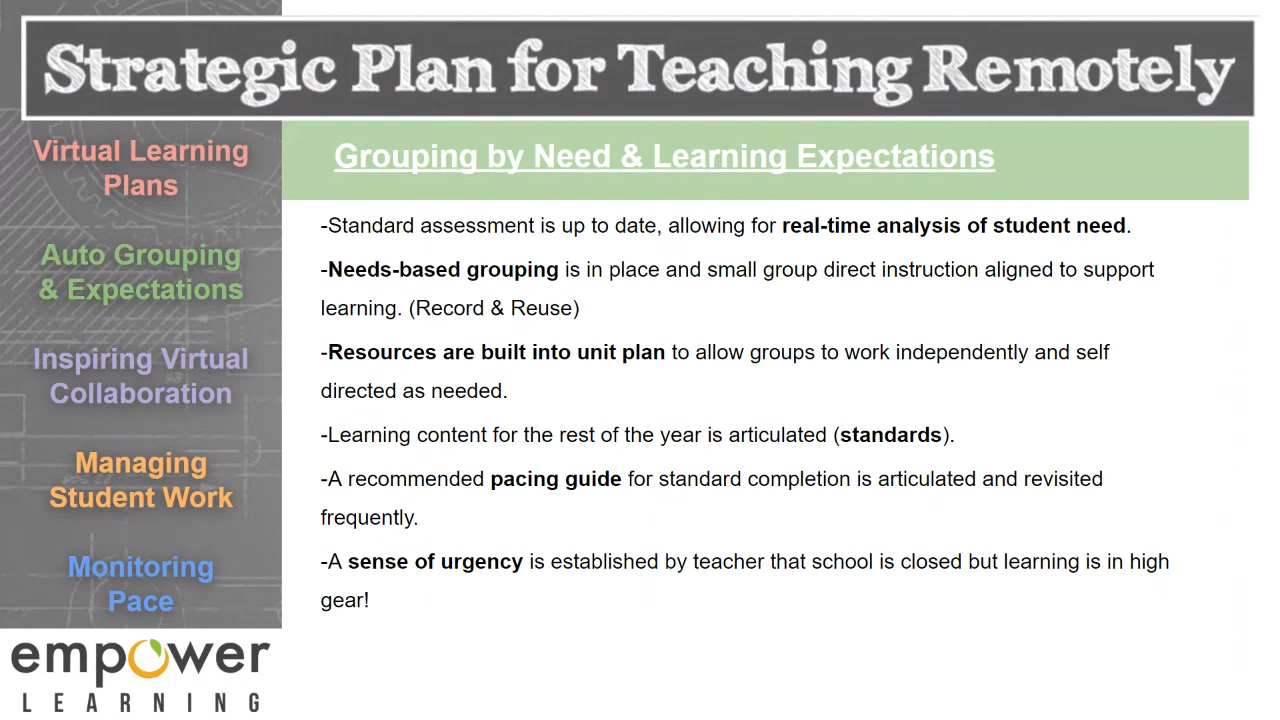 Strategic Plan for Teaching Remotely
Virtual Learning
Plans
Auto Grouping
& Expectations
Inspiring Virtual
Collaboration
Managing
Student Work
Monitoring
Pace
empower
LEARNING
Grouping by Need & Learning Expectations
-Standard assessment is up to date, allowing for real-time analysis of student need.
-Needs-based grouping is in place and small group direct instruction aligned to support
learning. (Record & Reuse)
-Resources are built into unit plan to allow groups to work independently and self
directed as needed.
-Learning content for the rest of the year is articulated (standards).
-A recommended pacing guide for standard completion is articulated and revisited
frequently.
-A sense of urgency is established by teacher that school is closed but learning is in high
gear!